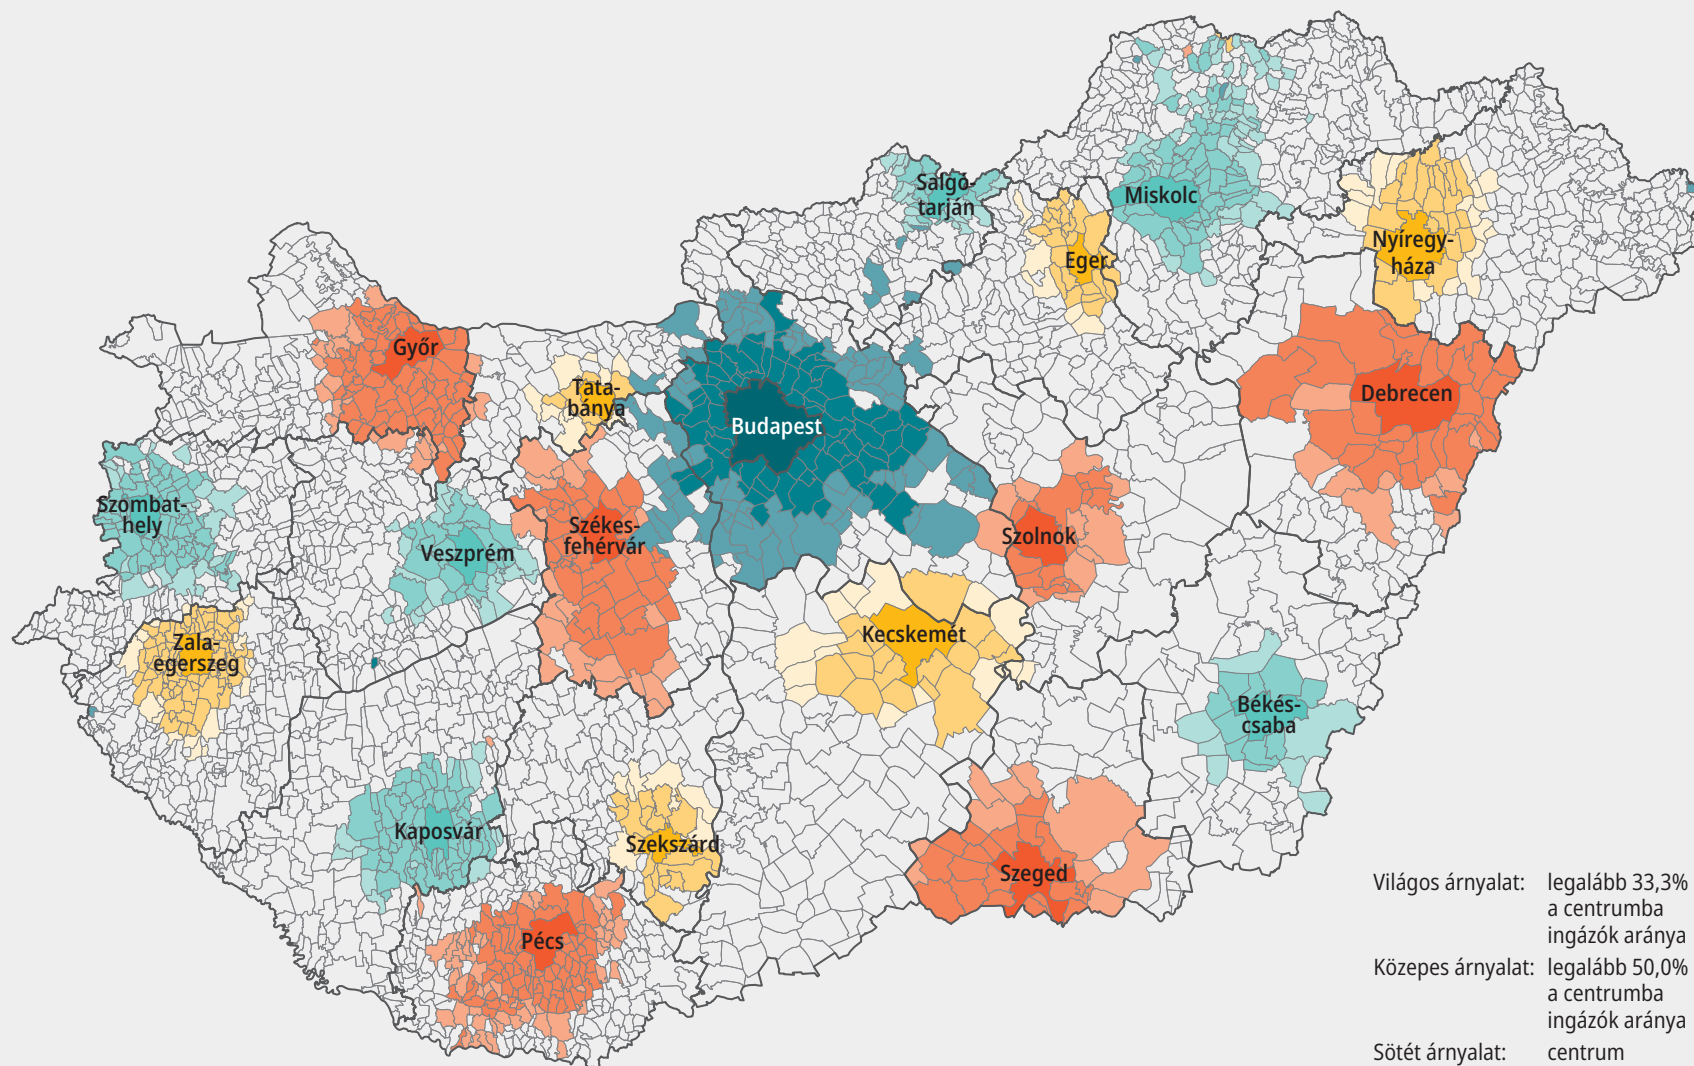 Salgó-
tarján
Miskolc
Nyíregy-
háza
Eger
Győr
Tata-
bánya
Debrecen
Budapest
Szombat-
hely
Veszprém
Székes-
fehérvár
Szolnok
Zala-
egerszeg
Kecskemét
Békés-
csaba
Kaposvár
Szekszárd
Szeged
Pécs
Világos árnyalat: legalább 33,3%
a centrumba
ingázók aránya
Közepes árnyalat: legalább 50,0%
a centrumba
ingázók aránya
Sötét árnyalat: centrum